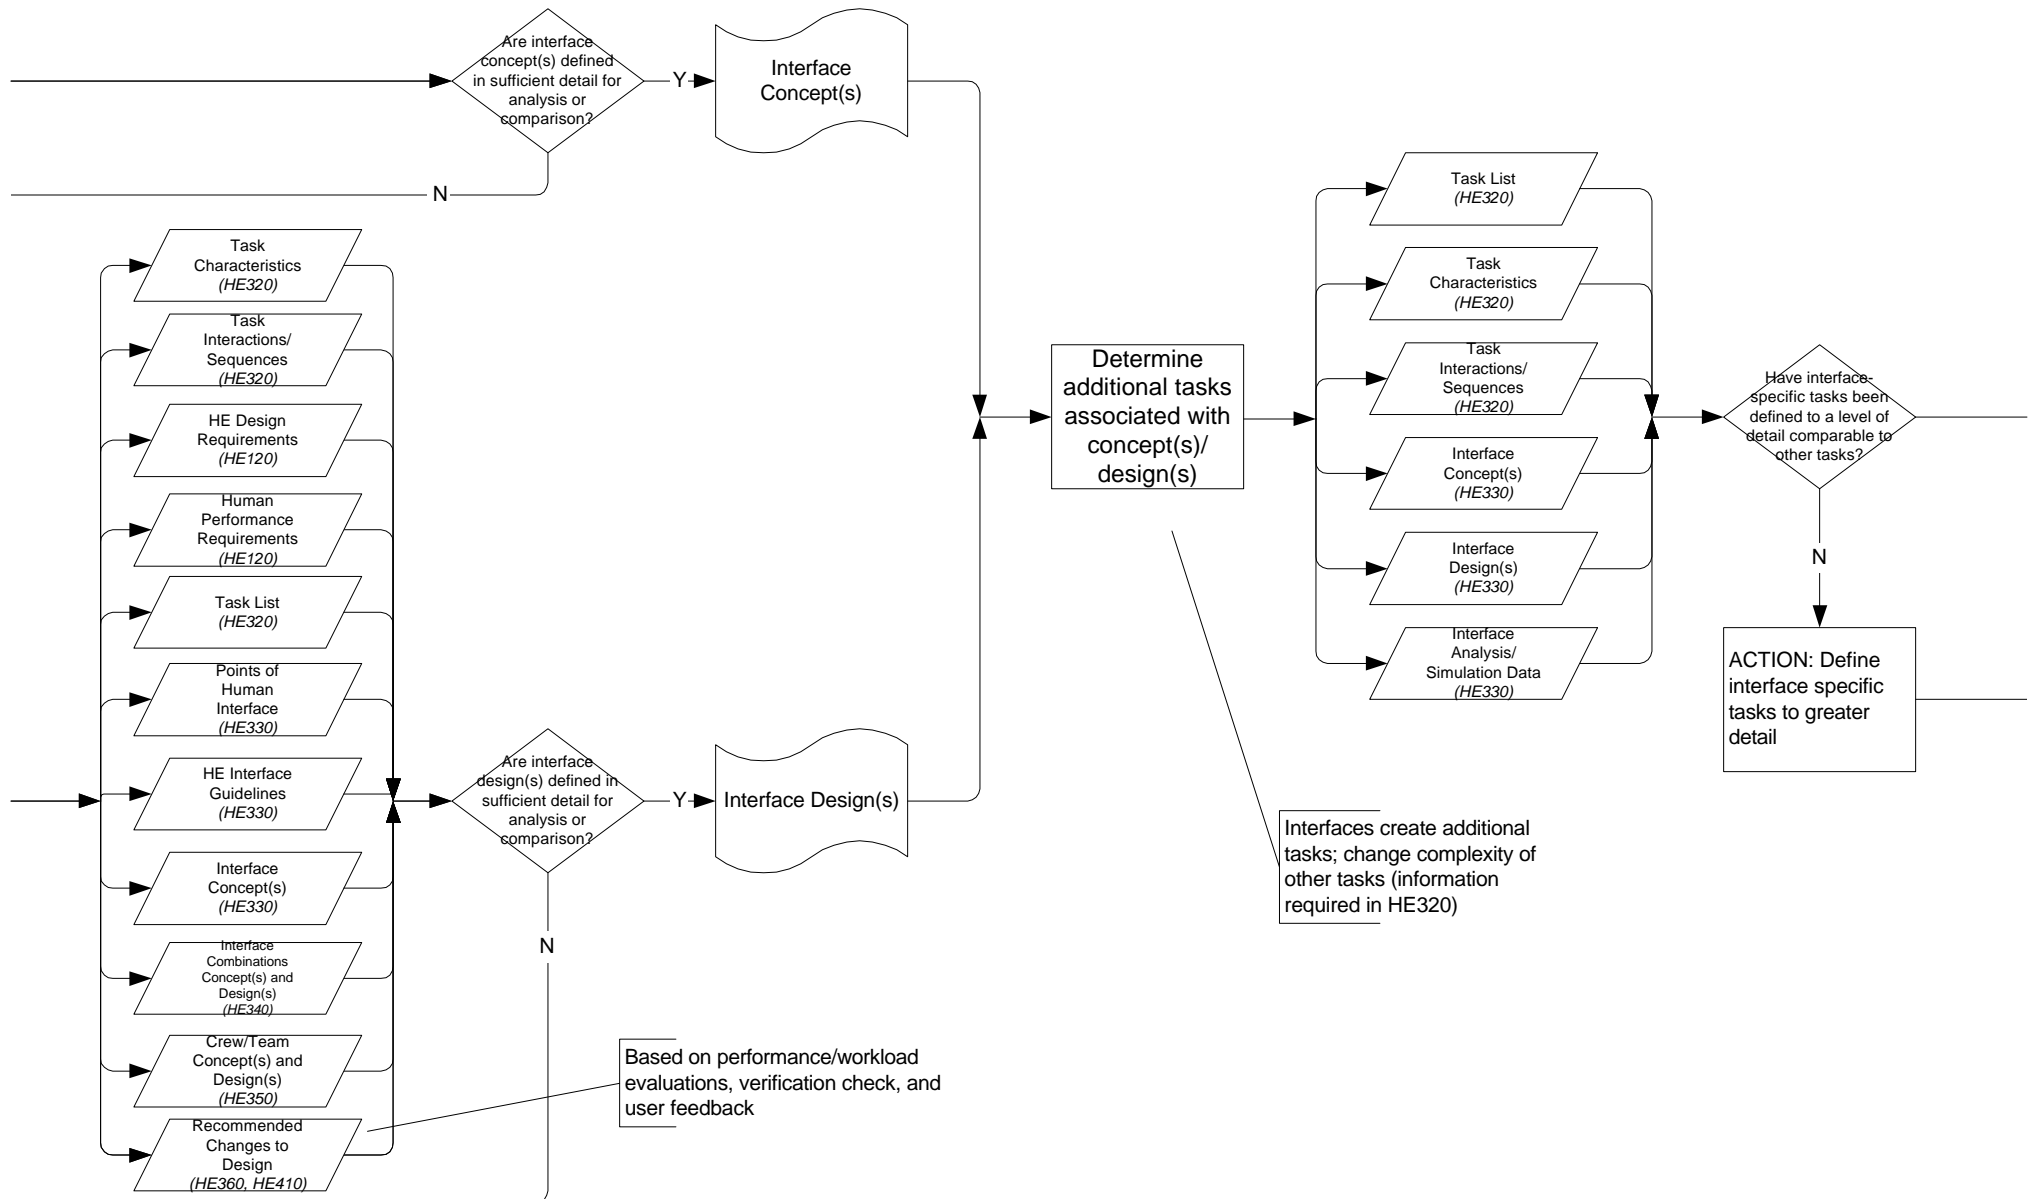 Are interface
concept(s) defined
in sufficient detail for
analysis or
comparison?
Y
Interface
Concept(s)
N
Task
Characteristics
(HE320)
Task
Interactions/
Sequences
(HE320)
HE Design
Requirements
(HE120)
Human
Performance
Requirements
(HE120)
Task List
(HE320)
Points of
Human
Interface
(HE330)
HE Interface
Guidelines
(HE330)
Interface
Concept(s)
(HE330)
Interface
Combinations
Concept(s) and
Design(s)
(HE340)
Crew/Team
Concept(s) and
Design(s)
(HE350)
Recommended
Changes to
Design
(HE360, HE410)
Based on performance/workload
evaluations, verification check, and
user feedback
Are interface
design(s) defined in
sufficient detail for
analysis or
comparison?
Y
Interface Design(s)
N
Determine
additional tasks
associated with
concept(s)/
design(s)
Interfaces create additional
tasks; change complexity of
other tasks (information
required in HE320)
Task List
(HE320)
Task
Characteristics
(HE320)
Task
Interactions/
Sequences
(HE320)
Interface
Concept(s)
(HE330)
Interface
Design(s)
(HE330)
Interface
Analysis/
Simulation Data
(HE330)
Have interface-
specific tasks been
defined to a level of
detail comparable to
other tasks?
N
ACTION: Define
interface specific
tasks to greater
detail